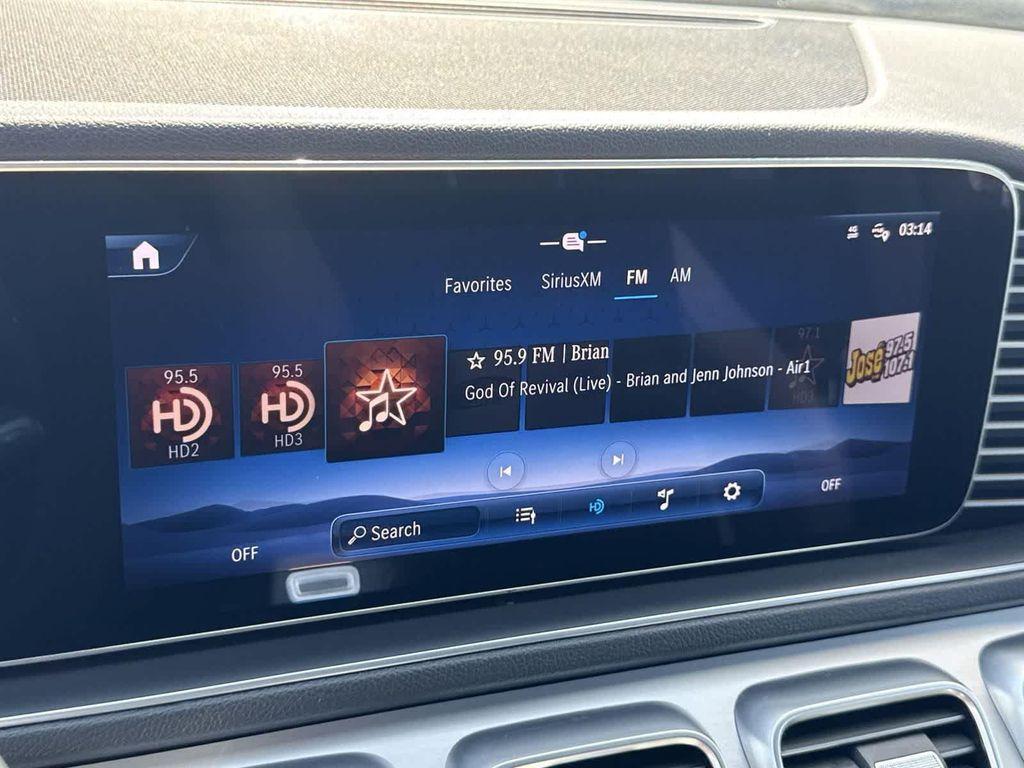 4G
03:14
Favorites SiriusXM FM AM
95.5
HD
HD2
95.5
HD
HD3
95.9 FM | Brian
God Of Revival (Live) - Brian and Jenn Johnson - Air1
97.1
HD3
José 97.5
107.1
Search
HD
OFF
OFF